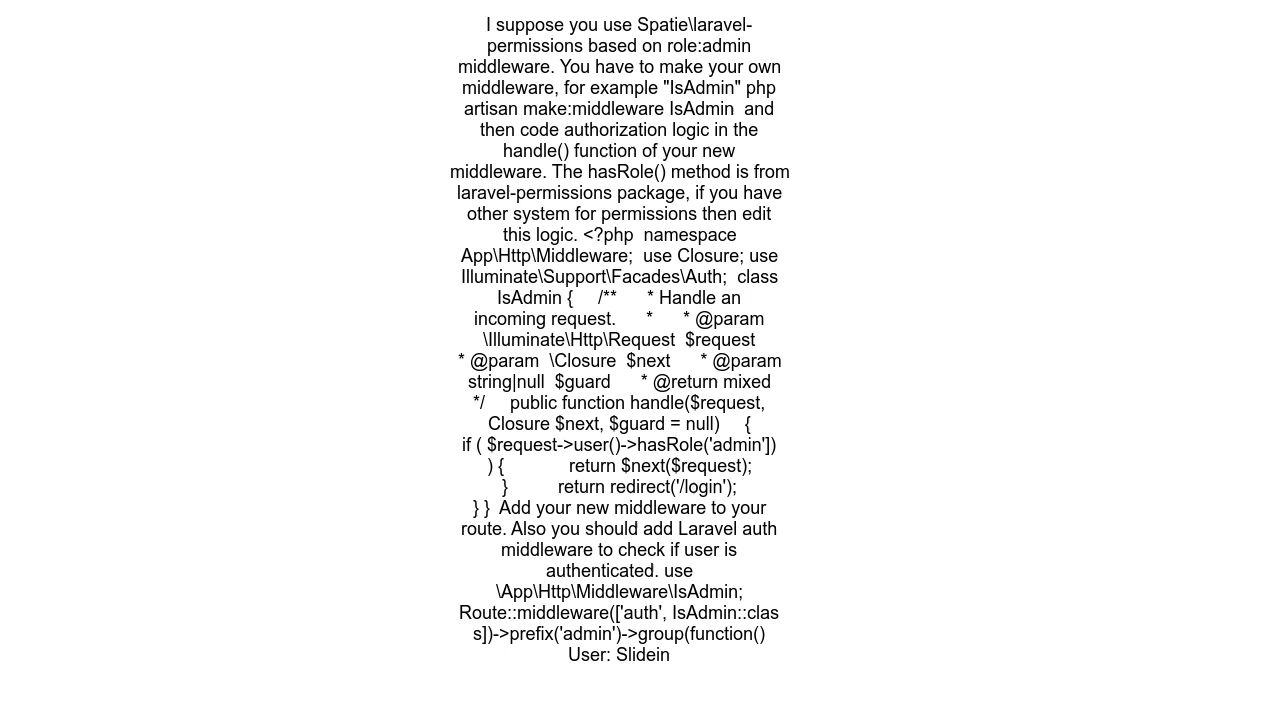 I suppose you use Spatie\laravel-
permissions based on role:admin
middleware. You have to make your own
middleware, for example "IsAdmin" php
artisan make:middleware IsAdmin  and
then code authorization logic in the
handle() function of your new
middleware. The hasRole() method is from
laravel-permissions package, if you have
other system for permissions then edit
this logic. <?php  namespace
App\Http\Middleware;  use Closure; use
Illuminate\Support\Facades\Auth;  class
IsAdmin {     /**      * Handle an
incoming request.      *      * @param
\Illuminate\Http\Request  $request
* @param  \Closure  $next      * @param
string|null  $guard      * @return mixed
*/     public function handle($request,
Closure $next, $guard = null)     {
if ( $request->user()->hasRole('admin'])
) {             return $next($request);
}          return redirect('/login');
} }  Add your new middleware to your
route. Also you should add Laravel auth
middleware to check if user is
authenticated. use
\App\Http\Middleware\IsAdmin;
Route::middleware(['auth', IsAdmin::clas
s])->prefix('admin')->group(function()
User: Slidein